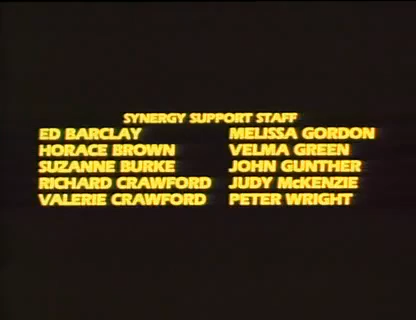 SYNERGY SUPPORT STAFF
ED BARCLAY MELISSA GORDON
HORACE BROWN VELMA GREEN
SUZANNE BURKE JOHN GUNTHER
RICHARD CRAWFORD JUDY McKENZIE
VALERIE CRAWFORD PETER WRIGHT